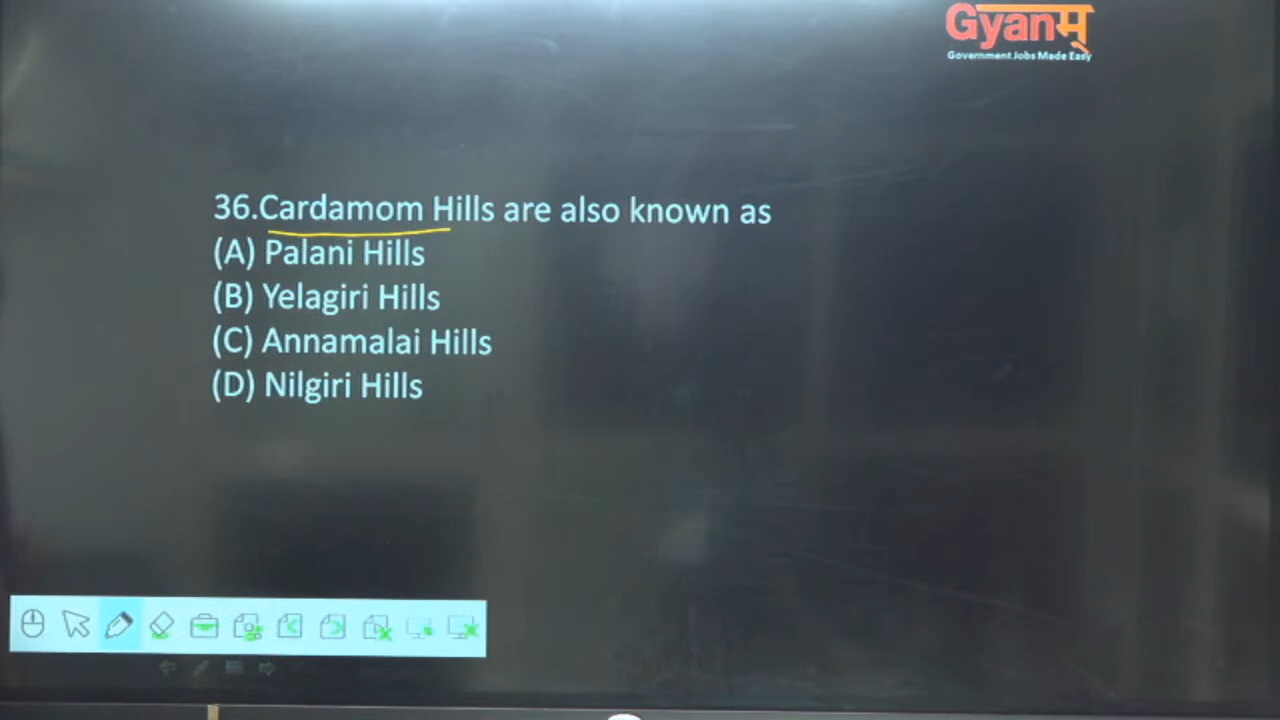 Gyanम्
Government Jobs Made Easy
36.Cardamom Hills are also known as
(A) Palani Hills
(B) Yelagiri Hills
(C) Annamalai Hills
(D) Nilgiri Hills